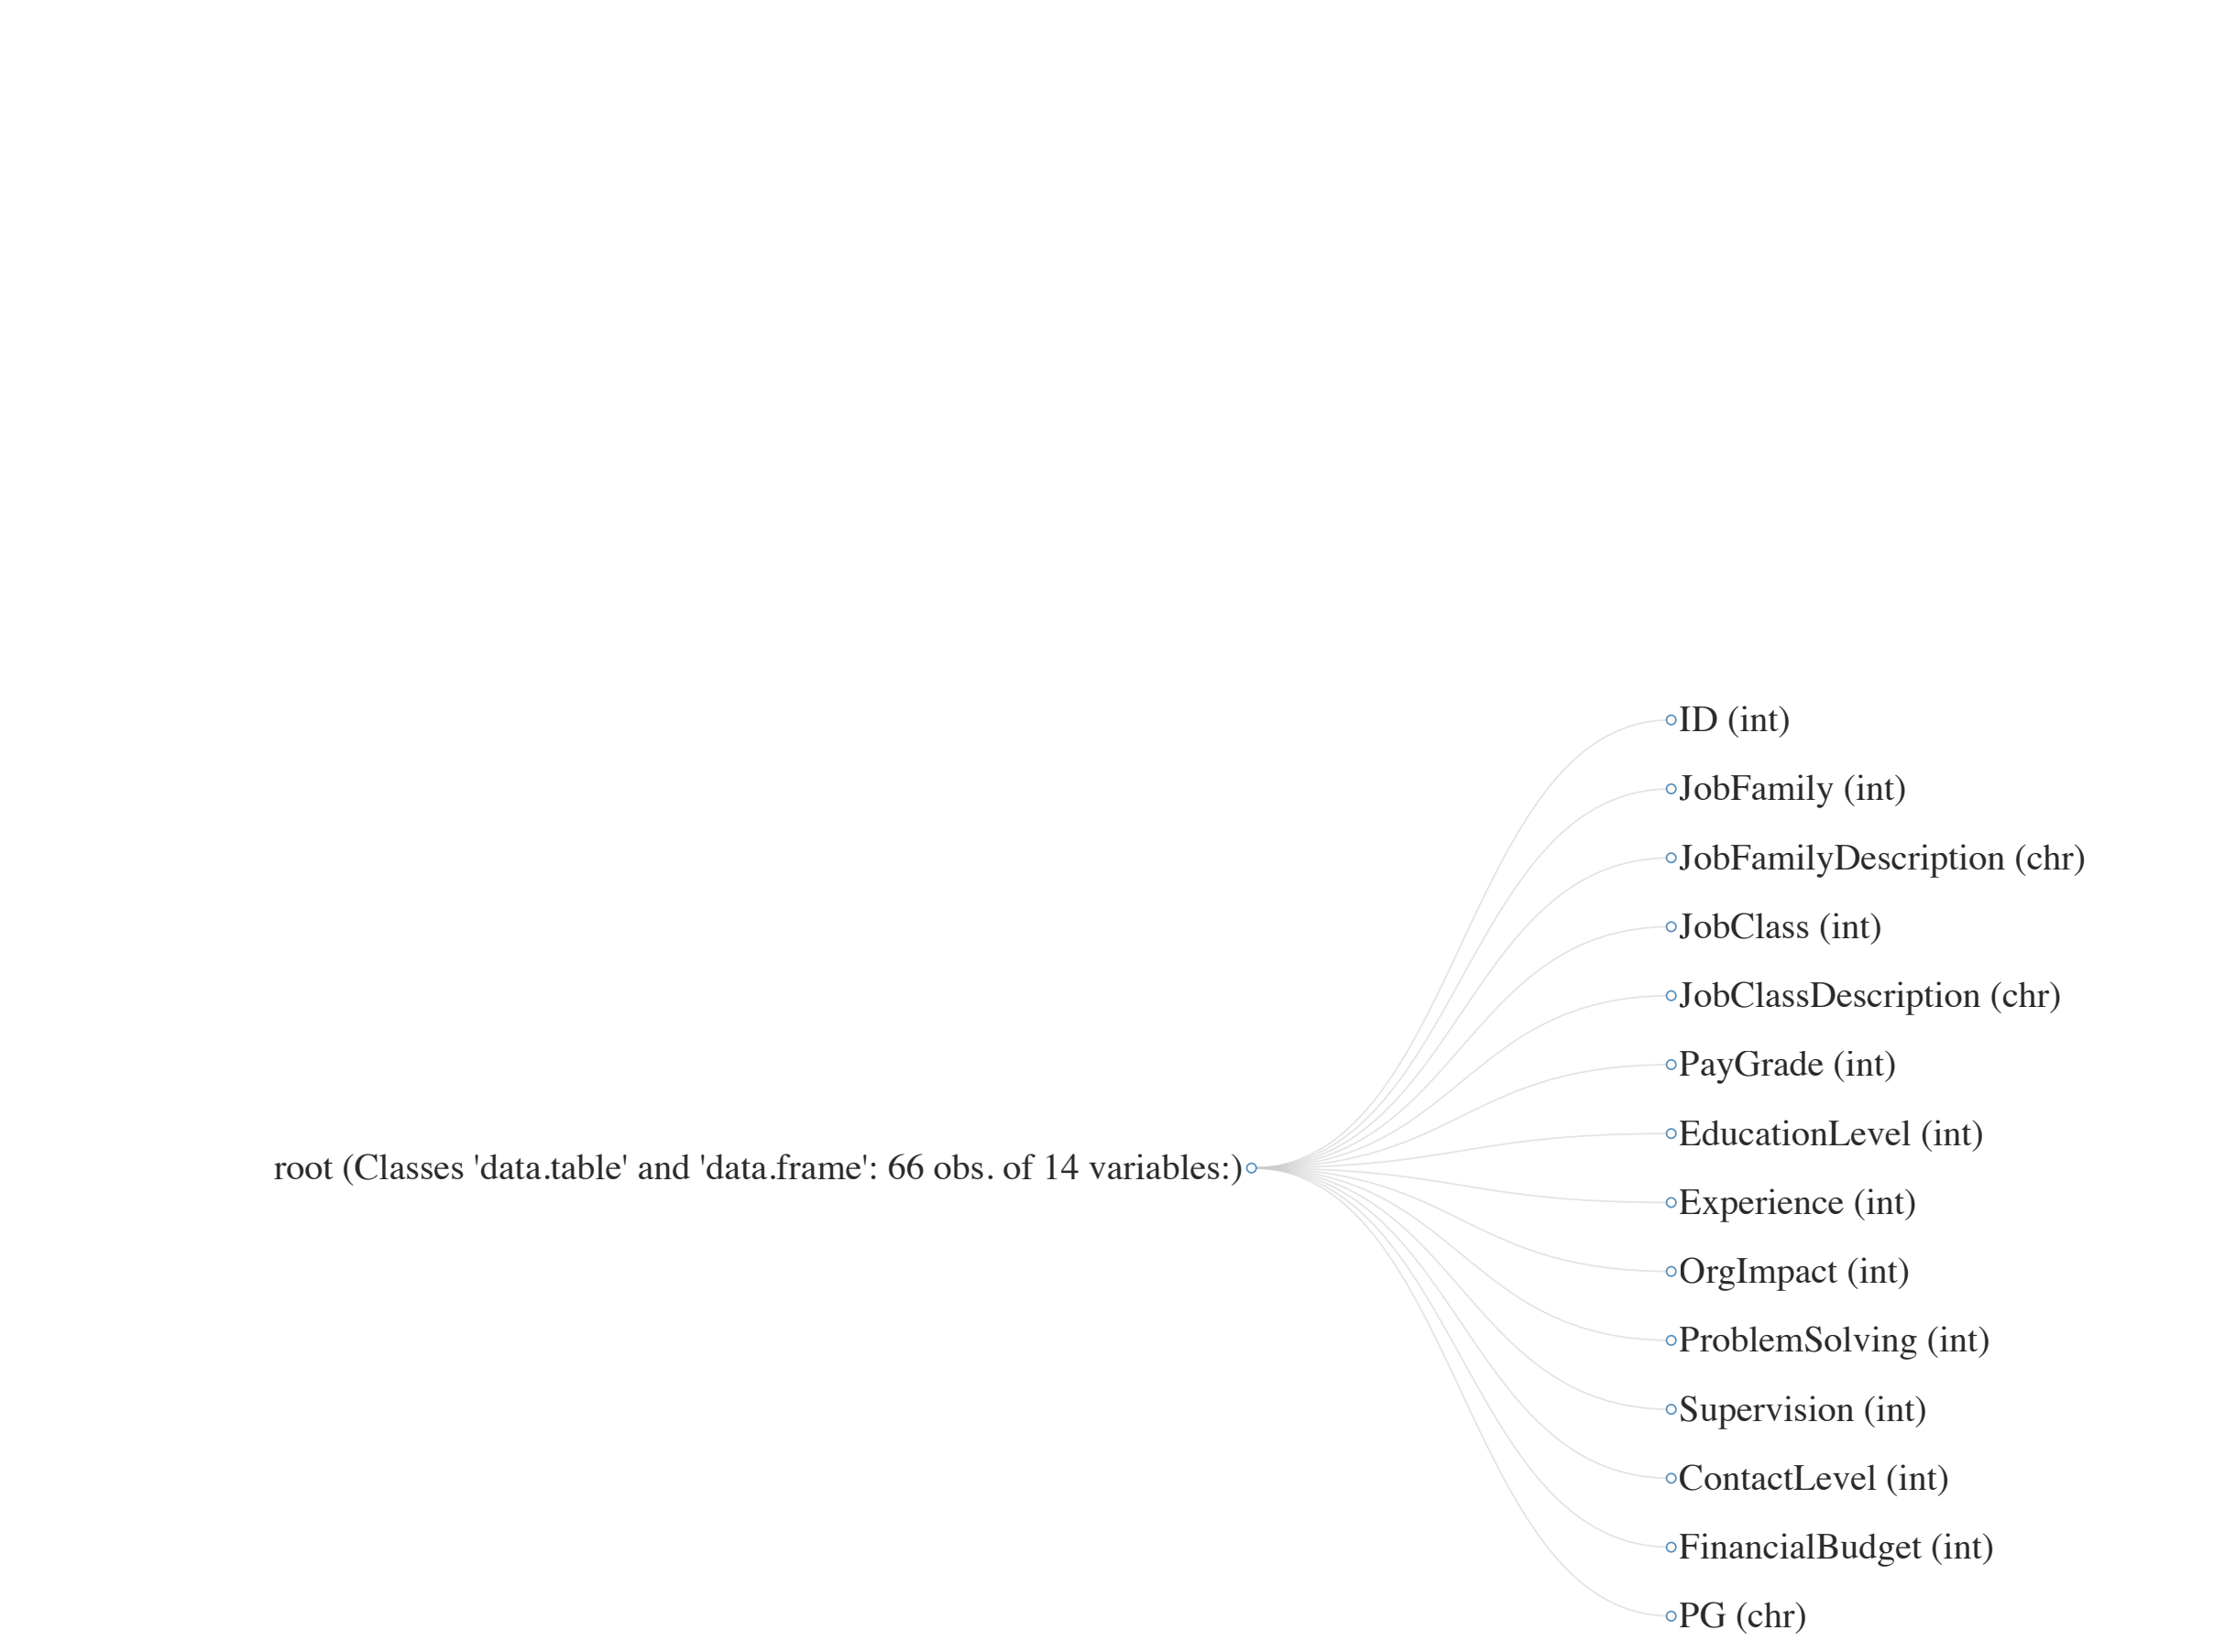 ID (int)
JobFamily (int)
JobFamilyDescription (chr)
JobClass (int)
JobClassDescription (chr)
PayGrade (int)
EducationLevel (int)
root (Classes 'data.table' and 'data.frame': 66 obs. of 14 variables:)
Experience (int)
OrgImpact (int)
ProblemSolving (int)
Supervision (int)
ContactLevel (int)
FinancialBudget (int)
PG (chr)